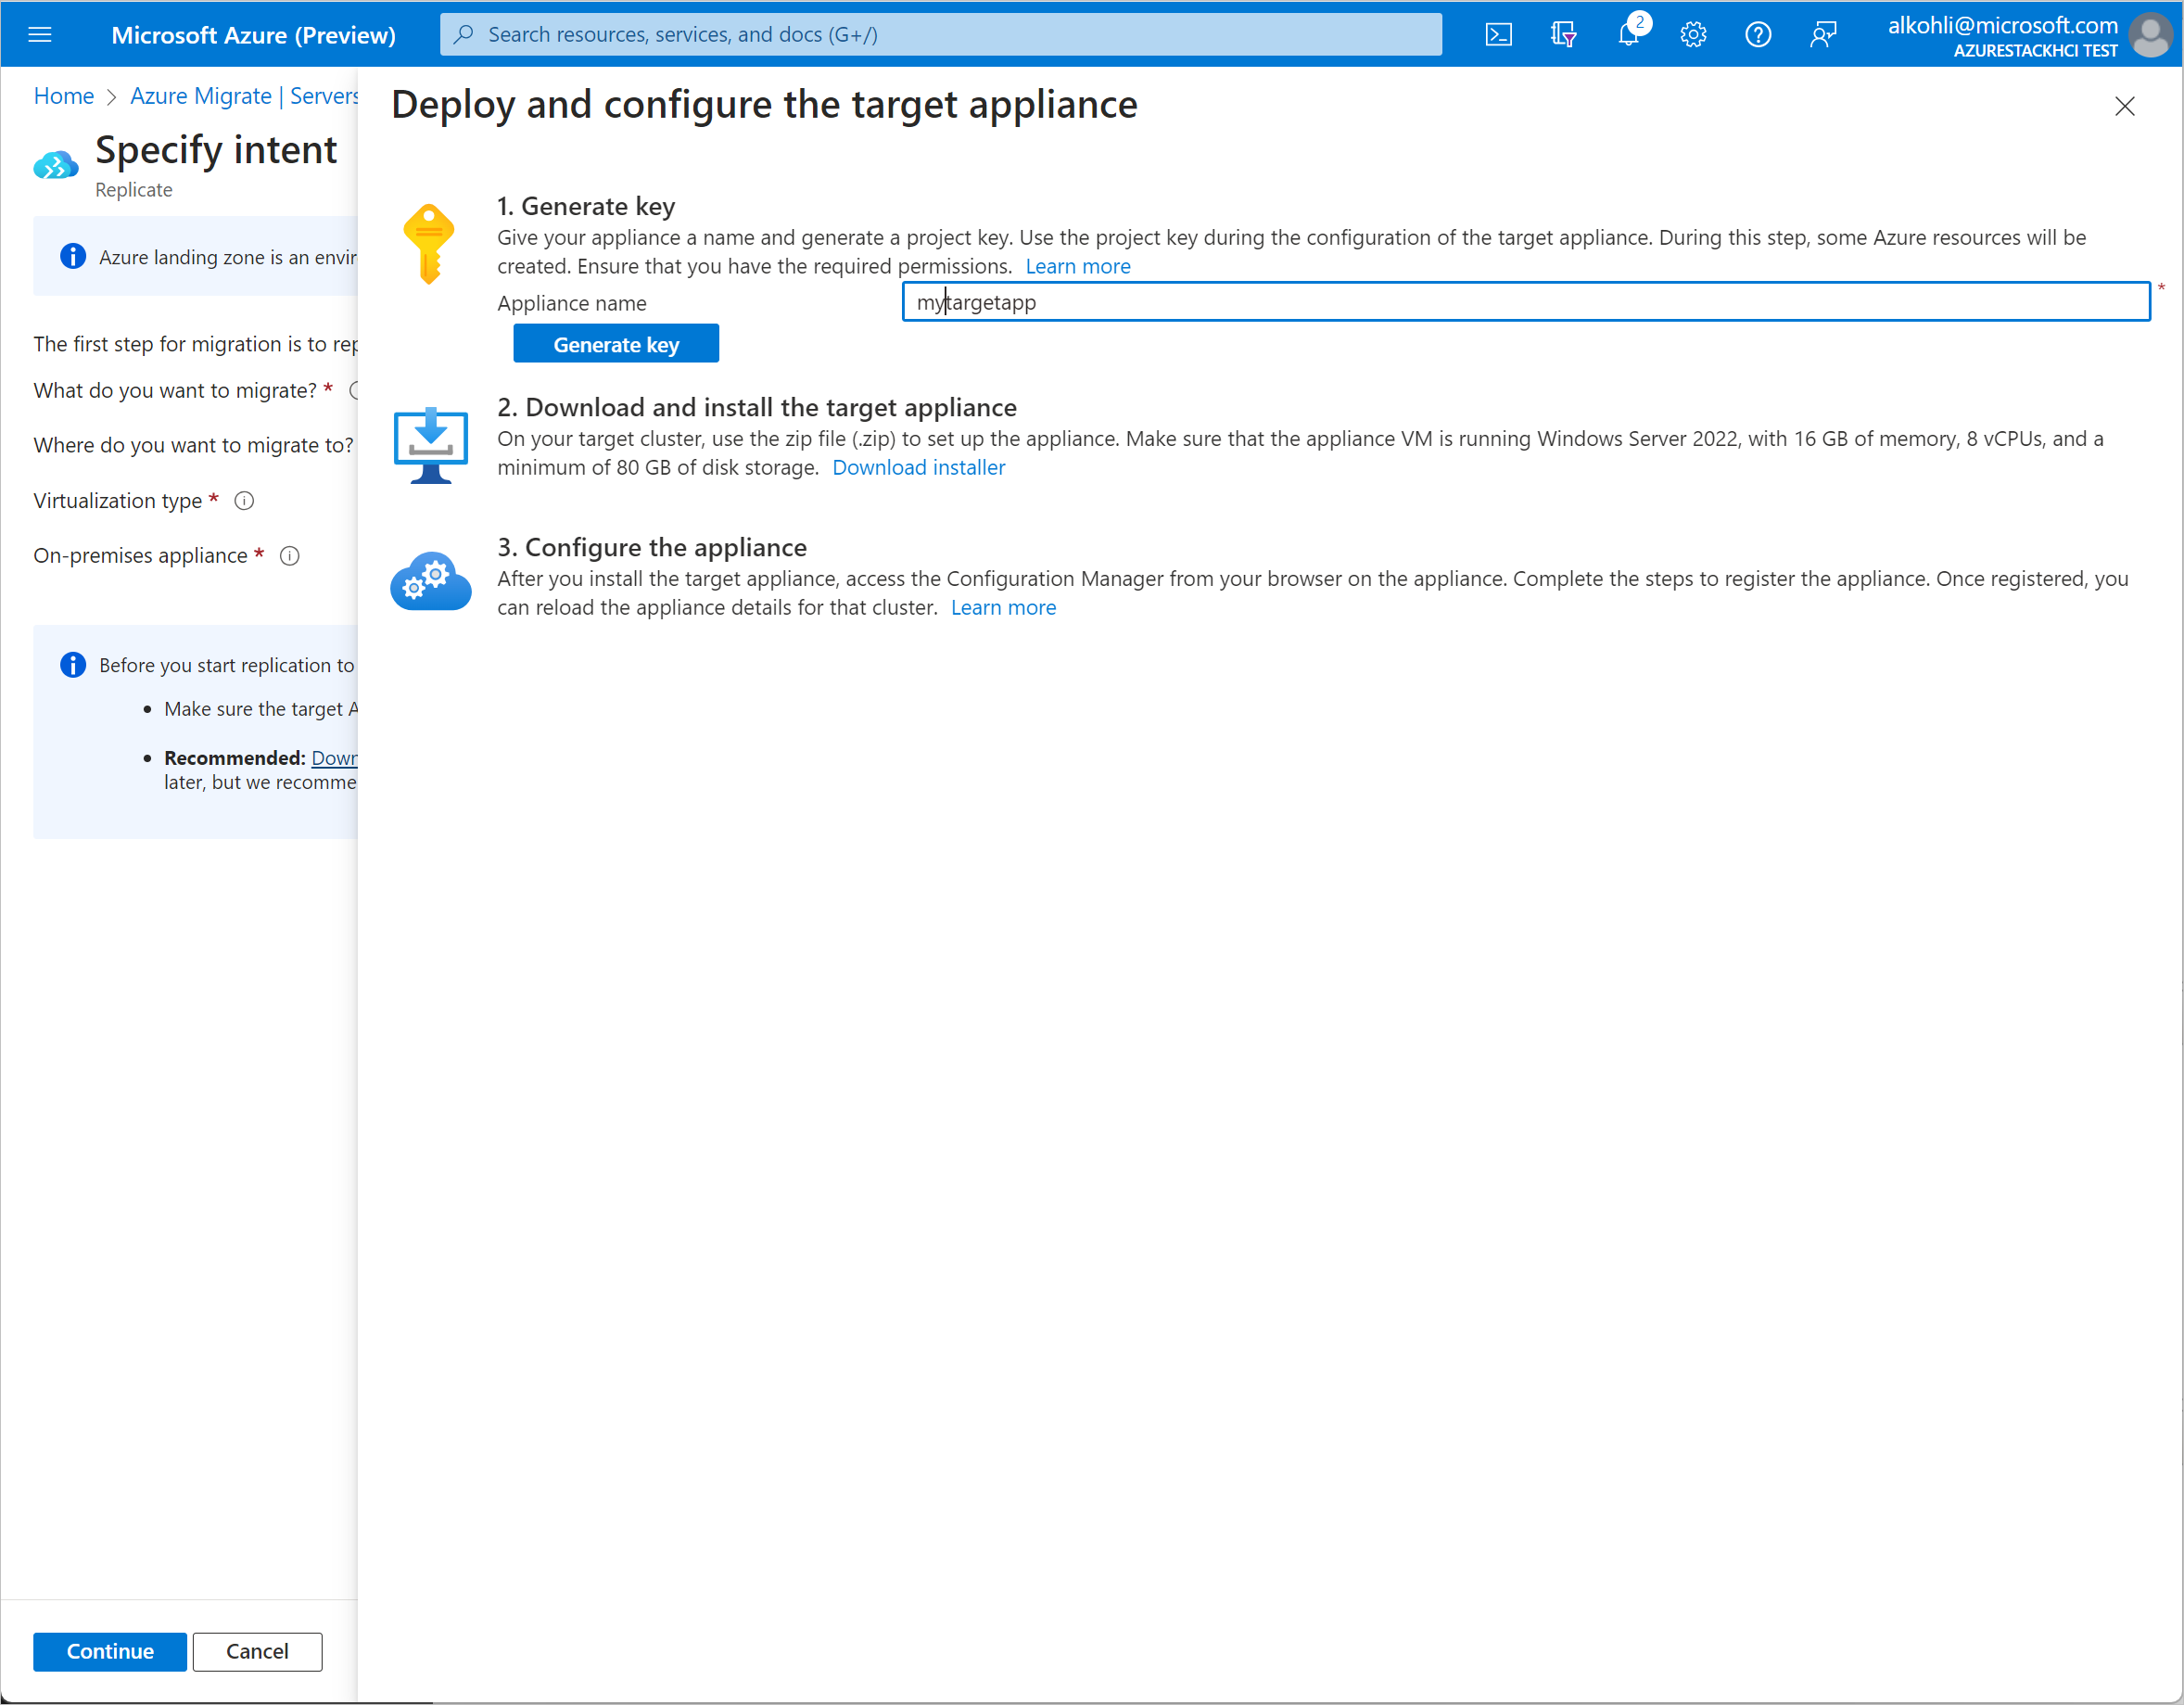 Microsoft Azure (Preview)
Search resources, services, and docs (G+/)
2
alkohli@microsoft.com
AZURESTACKHCI TEST
Home > Azure Migrate | Servers
Specify intent
Replicate
Azure landing zone is an envir
The first step for migration is to rep
What do you want to migrate? *
Where do you want to migrate to?
Virtualization type *
On-premises appliance *
Before you start replication to
• Make sure the target A
• Recommended: Down
later, but we recomme
Continue
Cancel
Deploy and configure the target appliance
1. Generate key
Give your appliance a name and generate a project key. Use the project key during the configuration of the target appliance. During this step, some Azure resources will be
created. Ensure that you have the required permissions. Learn more
Appliance name
mytargetapp
*
Generate key
2. Download and install the target appliance
On your target cluster, use the zip file (.zip) to set up the appliance. Make sure that the appliance VM is running Windows Server 2022, with 16 GB of memory, 8 vCPUs, and a
minimum of 80 GB of disk storage. Download installer
3. Configure the appliance
After you install the target appliance, access the Configuration Manager from your browser on the appliance. Complete the steps to register the appliance. Once registered, you
can reload the appliance details for that cluster. Learn more